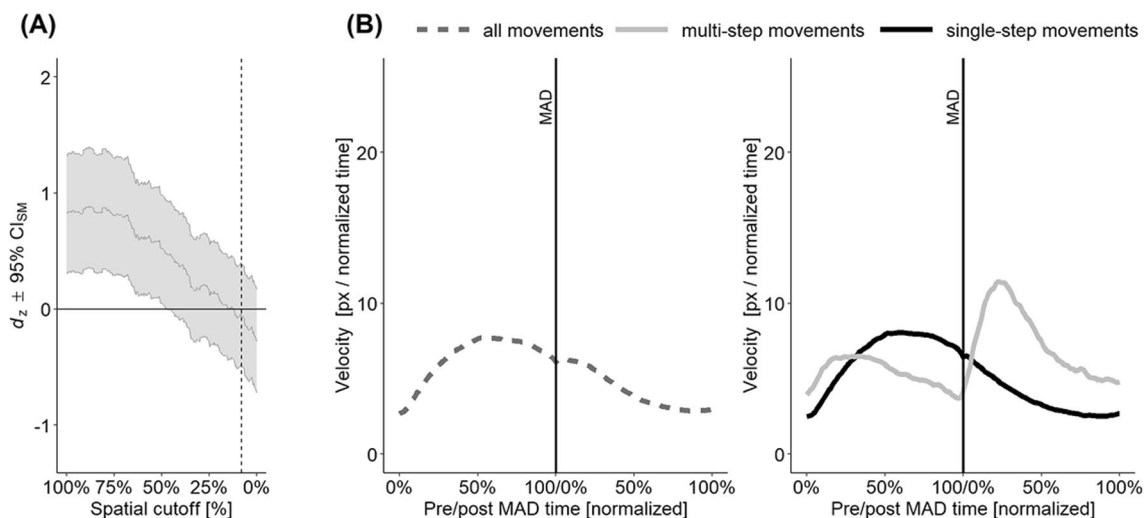 (A)
(B)
all movements multi-step movements single-step movements
2
1
0
-1
d_z ± 95% CI_SM
100% 75% 50% 25% 0%
Spatial cutoff [%]
20
10
0
Velocity [px / normalized time]
MAD
0% 50% 100/0% 50% 100%
Pre/post MAD time [normalized]
20
10
0
Velocity [px / normalized time]
MAD
0% 50% 100/0% 50% 100%
Pre/post MAD time [normalized]